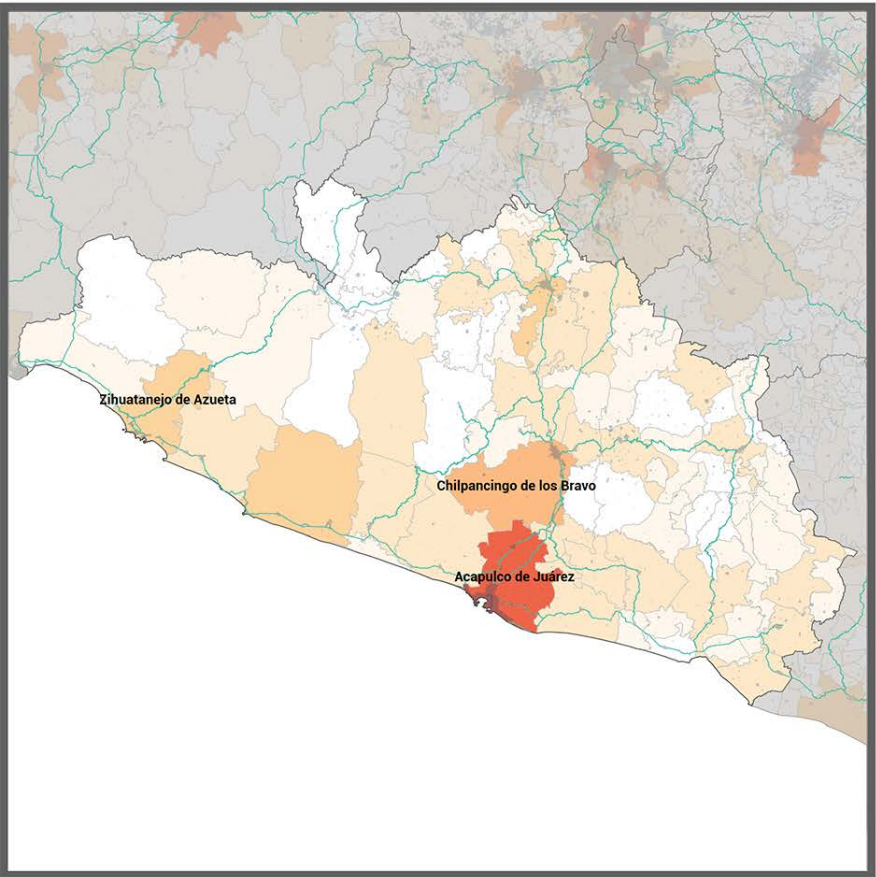 Zihuatanejo de Azueta
Chilpancingo de los Bravo
Acapulco de Juárez